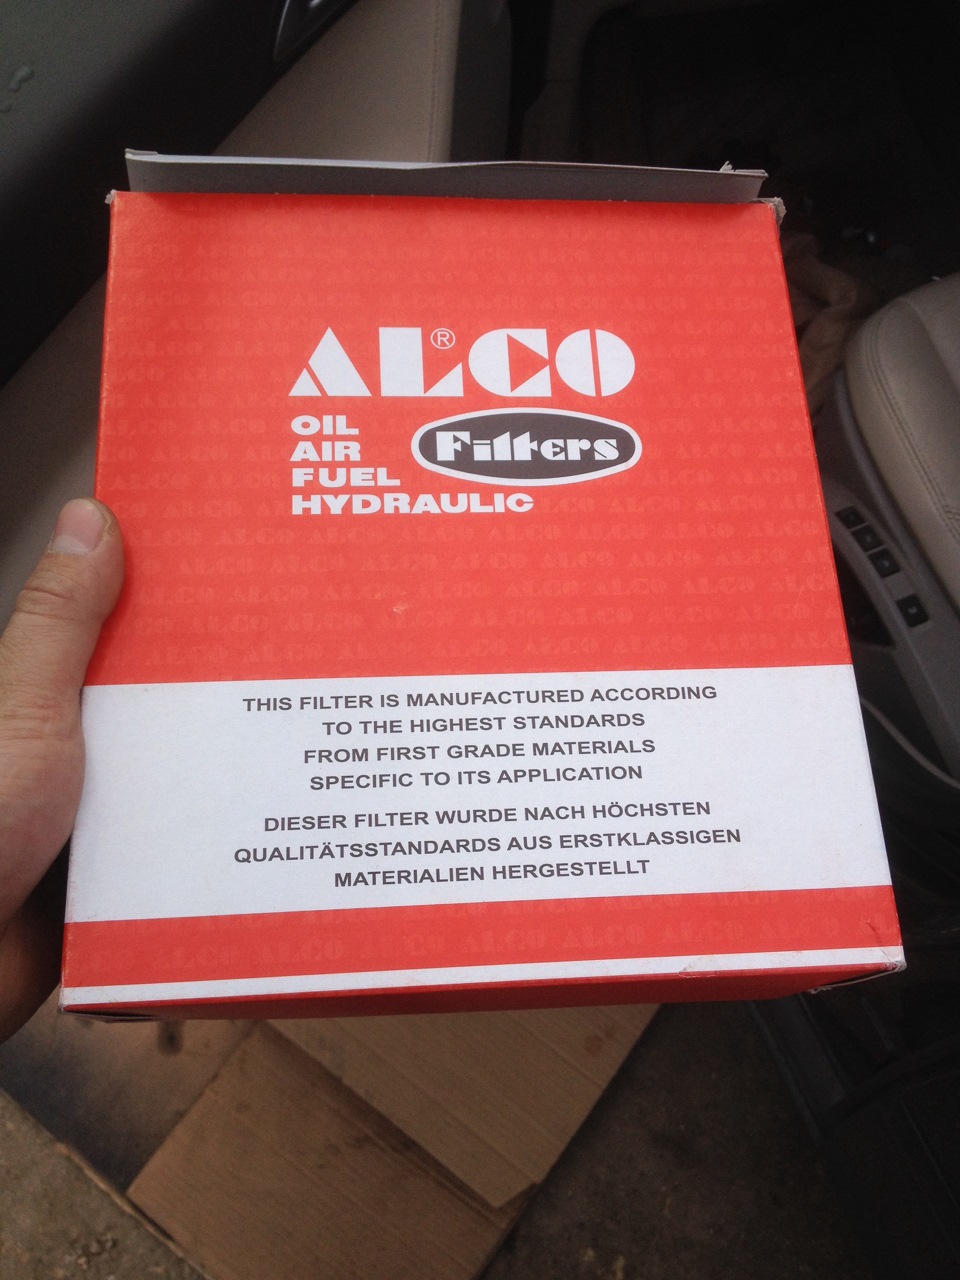 ALCO®
OIL
AIR
FUEL
HYDRAULIC
Filters
THIS FILTER IS MANUFACTURED ACCORDING
TO THE HIGHEST STANDARDS
FROM FIRST GRADE MATERIALS
SPECIFIC TO ITS APPLICATION
DIESER FILTER WURDE NACH HÖCHSTEN
QUALITÄTSSTANDARDS AUS ERSTKLASSIGEN
MATERIALIEN HERGESTELLT